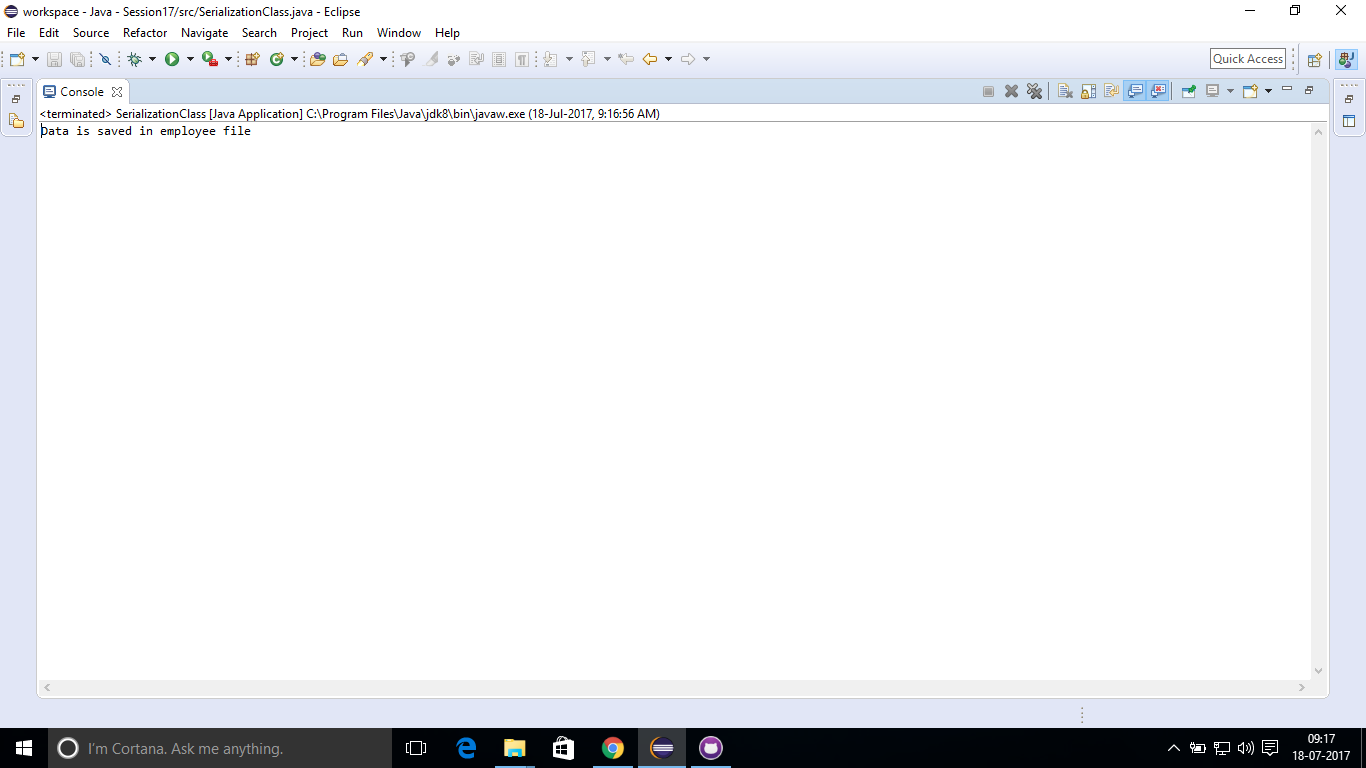 workspace - Java - Session17/src/SerializationClass.java - Eclipse
File Edit Source Refactor Navigate Search Project Run Window Help
Quick Access
Console
<terminated> SerializationClass [Java Application] C:\Program Files\Java\jdk8\bin\javaw.exe (18-Jul-2017, 9:16:56 AM)
Data is saved in employee file
I'm Cortana. Ask me anything.
09:17
18-07-2017